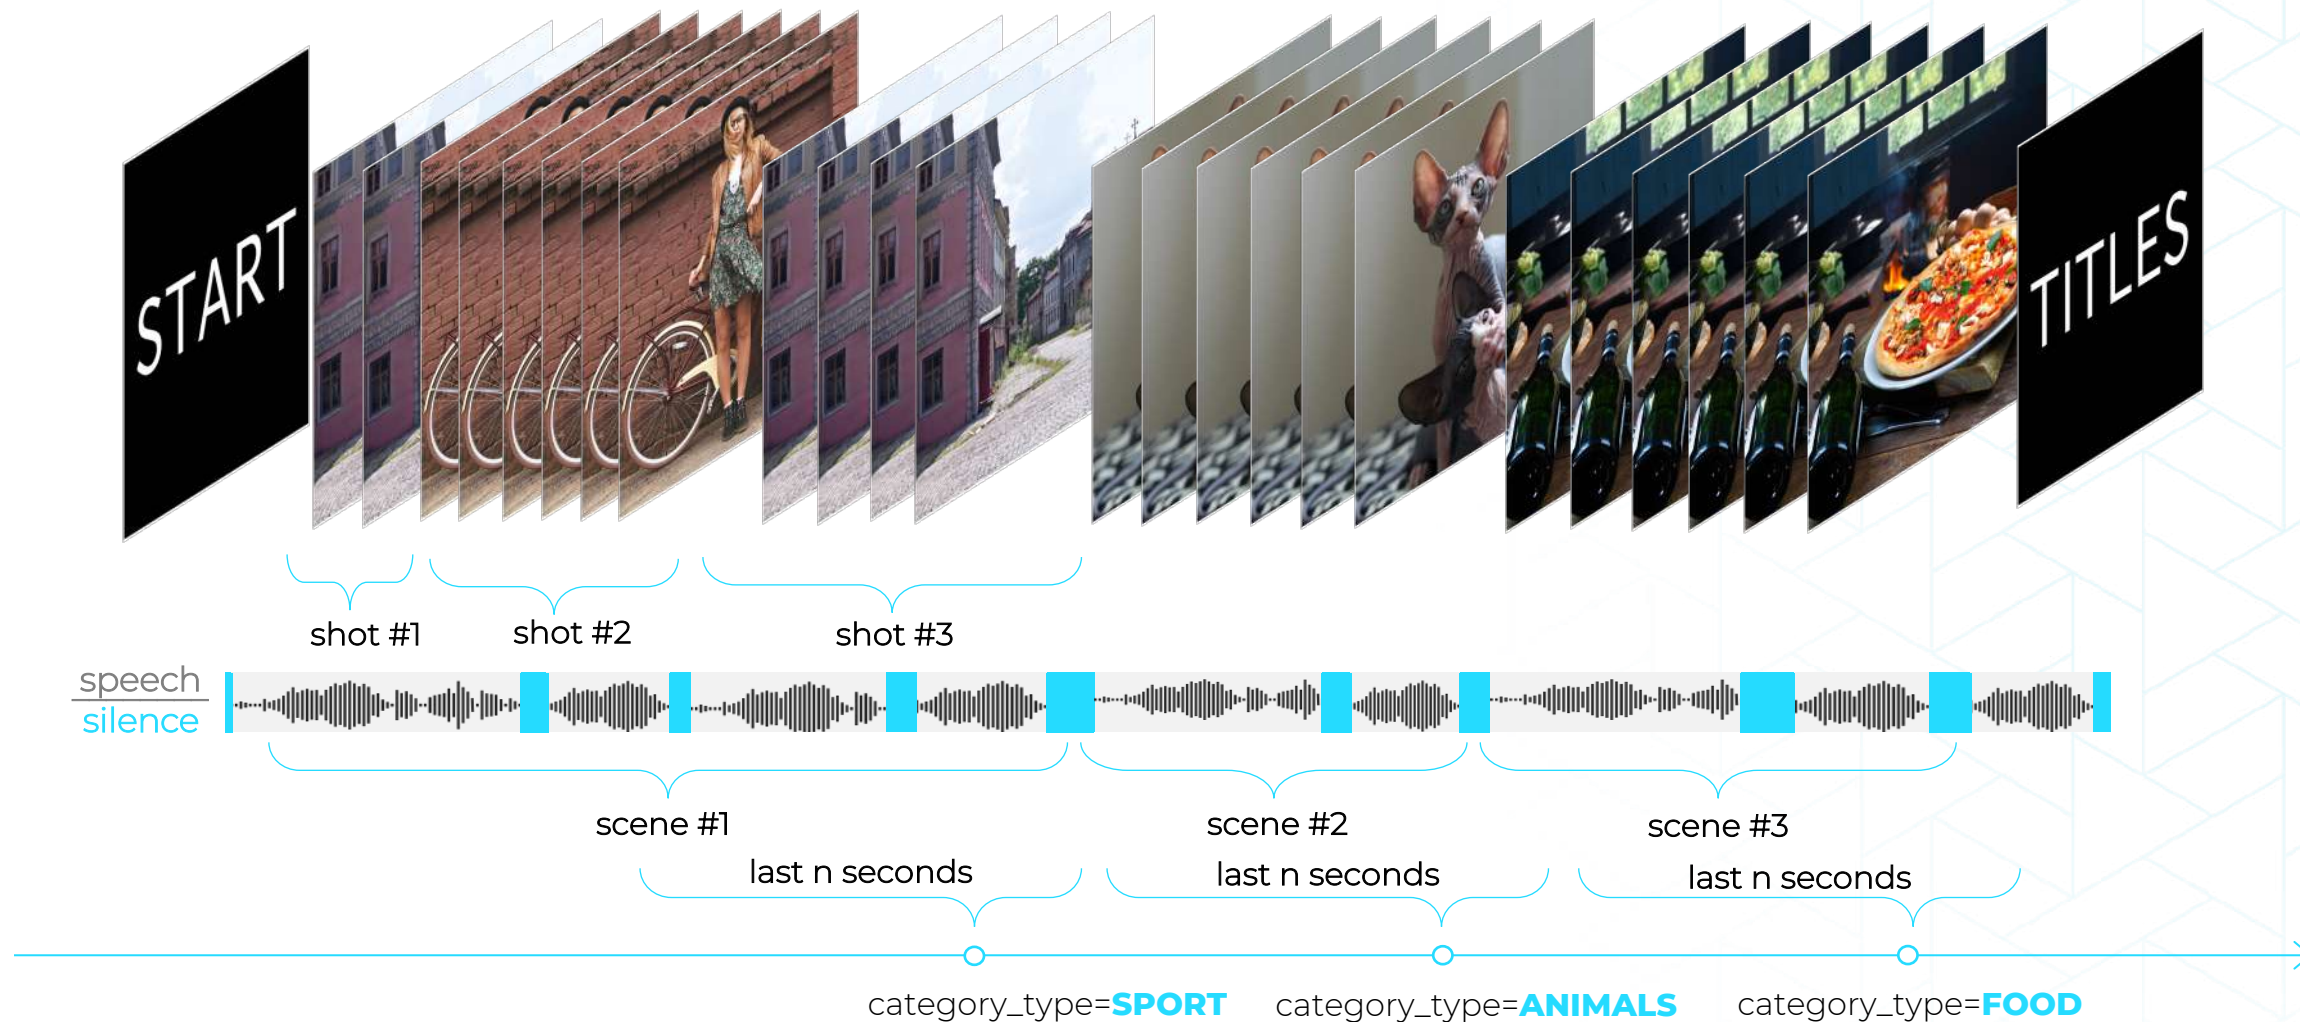 START
TITLES
shot #1
shot #2
shot #3
speech
silence
scene #1
scene #2
scene #3
last n seconds
last n seconds
last n seconds
category_type=SPORT
category_type=ANIMALS
category_type=FOOD